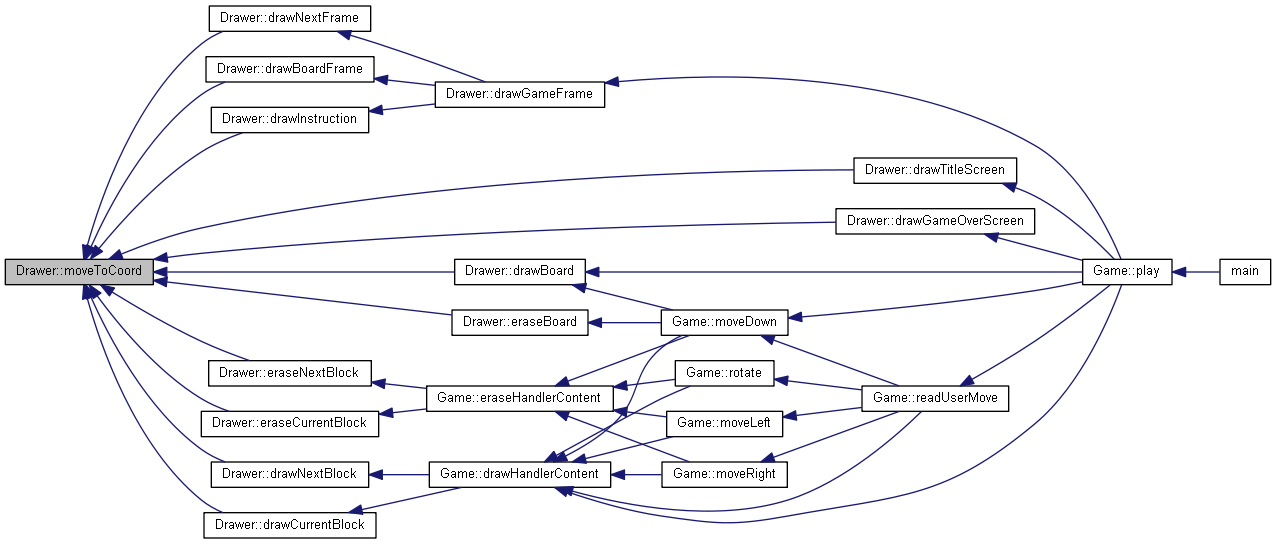 Drawer::drawNextFrame
Drawer::drawBoardFrame
Drawer::drawGameFrame
Drawer::drawInstruction
Drawer::drawTitleScreen
Drawer::drawGameOverScreen
Drawer::moveToCoord
Drawer::drawBoard
Game::play
main
Drawer::eraseBoard
Game::moveDown
Drawer::eraseNextBlock
Game::rotate
Game::eraseHandlerContent
Game::readUserMove
Drawer::eraseCurrentBlock
Game::moveLeft
Drawer::drawNextBlock
Game::drawHandlerContent
Game::moveRight
Drawer::drawCurrentBlock